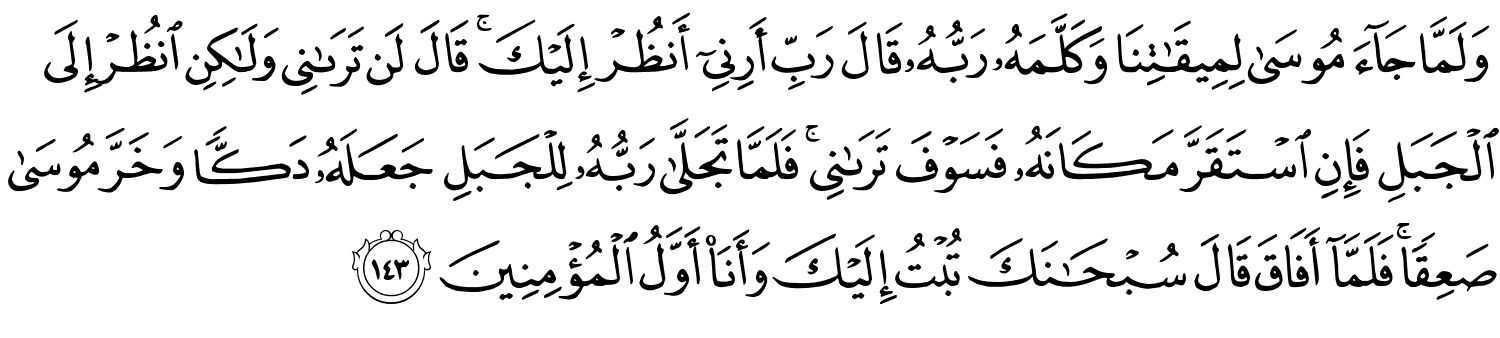 وَلَمَّا جَآءَ مُوسَىٰ لِمِيقَـٰتِنَا وَكَلَّمَهُۥ رَبُّهُۥ قَالَ رَبِّ أَرِنِىٓ أَنظُرْ إِلَيْكَ ۚ قَالَ لَن تَرَىٰنِى وَلَـٰكِنِ ٱنظُرْ إِلَى
ٱلْجَبَلِ فَإِنِ ٱسْتَقَرَّ مَكَانَهُۥ فَسَوْفَ تَرَىٰنِى ۚ فَلَمَّا تَجَلَّىٰ رَبُّهُۥ لِلْجَبَلِ جَعَلَهُۥ دَكًّا وَخَرَّ مُوسَىٰ
صَعِقًا ۚ فَلَمَّآ أَفَاقَ قَالَ سُبْحَـٰنَكَ تُبْتُ إِلَيْكَ وَأَنَا۠ أَوَّلُ ٱلْمُؤْمِنِينَ ١٤٣